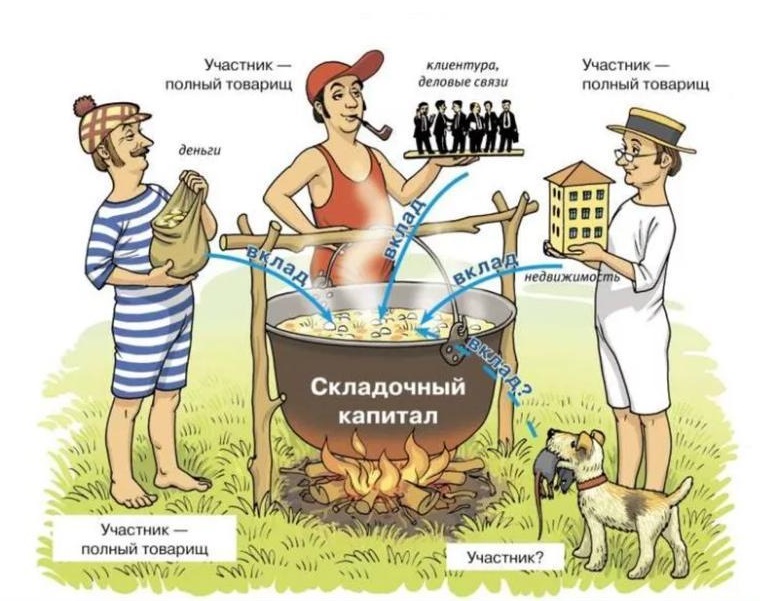 Участник —
полный товарищ
клиентура,
деловые связи
Участник —
полный товарищ
деньги
вклад
вклад
вклад
недвижимость
вклад?
Складочный
капитал
Участник —
полный товарищ
Участник?